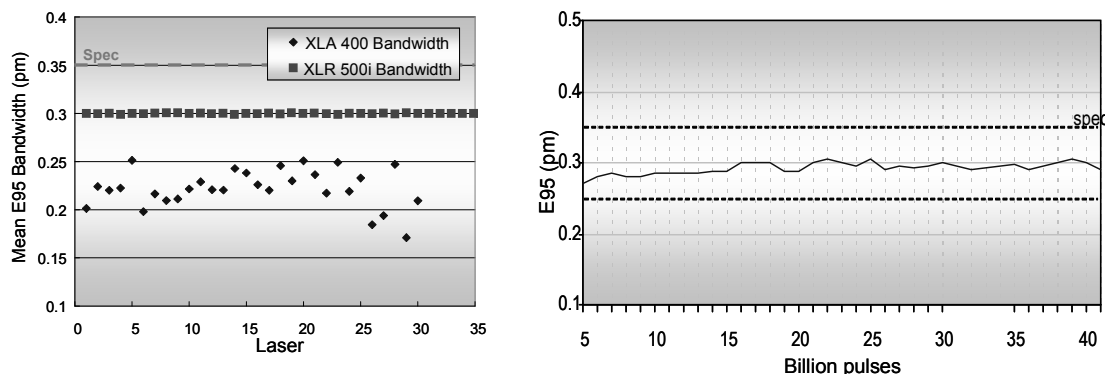 0.4
0.35
0.3
0.25
0.2
0.15
0.1
Mean E95 Bandwidth (pm)
Spec
XLA 400 Bandwidth
XLR 500i Bandwidth
0 5 10 15 20 25 30 35
Laser
0.5
0.4
0.3
0.2
0.1
E95 (pm)
spec
5 10 15 20 25 30 35 40
Billion pulses